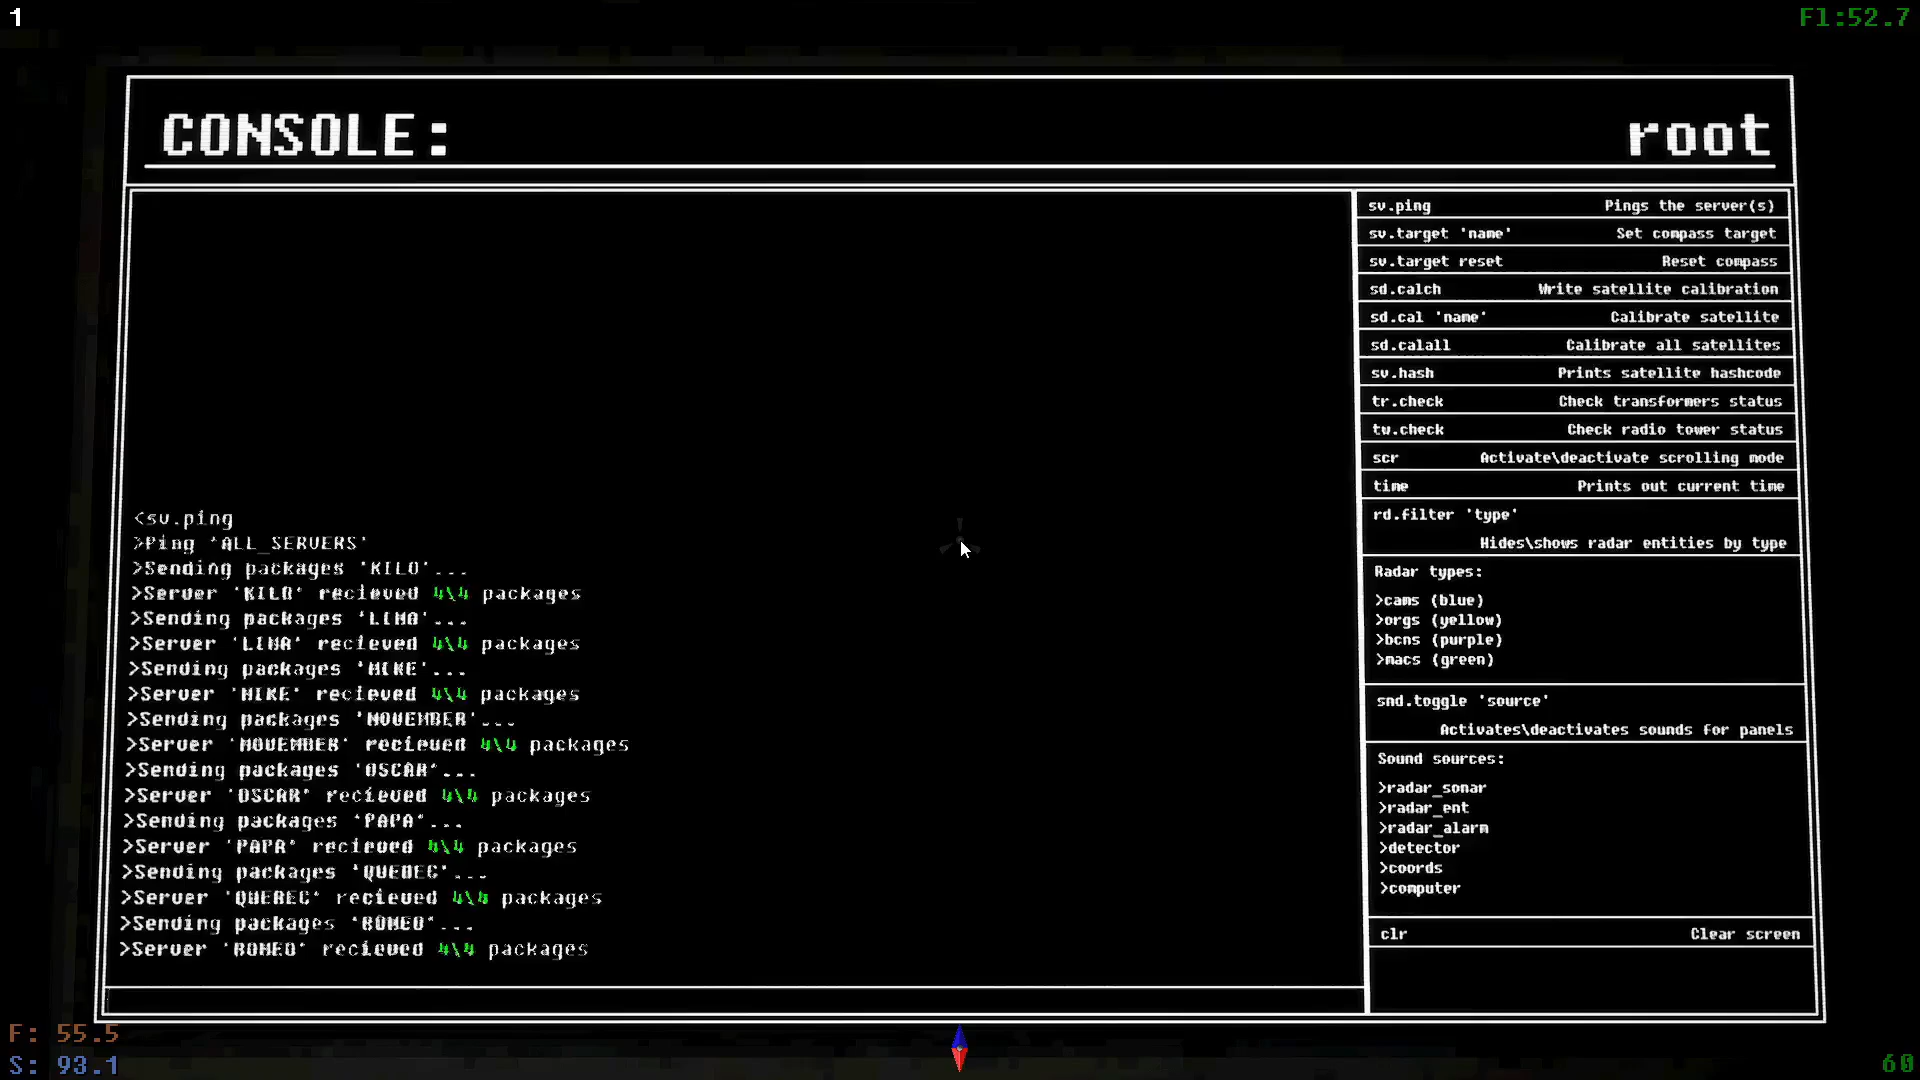 1
F1:52.7
CONSOLE:
root
<sv.ping
>Ping 'ALL_SERVERS'
>Sending packages 'KILO'...
>Server 'KILO' recieved 4\4 packages
>Sending packages 'LIMA'...
>Server 'LIMA' recieved 4\4 packages
>Sending packages 'MIKE'...
>Server 'MIKE' recieved 4\4 packages
>Sending packages 'NOVEMBER'...
>Server 'NOVEMBER' recieved 4\4 packages
>Sending packages 'OSCAR'...
>Server 'OSCAR' recieved 4\4 packages
>Sending packages 'PAPA'...
>Server 'PAPA' recieved 4\4 packages
>Sending packages 'QUEBEC'...
>Server 'QUEBEC' recieved 4\4 packages
>Sending packages 'ROMEO'...
>Server 'ROMEO' recieved 4\4 packages
sv.ping Pings the server(s)
sv.target 'name' Set compass target
sv.target reset Reset compass
sd.calch Write satellite calibration
sd.cal 'name' Calibrate satellite
sd.calall Calibrate all satellites
sv.hash Prints satellite hashcode
tr.check Check transformers status
tw.check Check radio tower status
scr Activate\deactivate scrolling mode
time Prints out current time
rd.filter 'type'
Hides\shows radar entities by type
Radar types:
>cams (blue)
>orgs (yellow)
>bcns (purple)
>macs (green)
snd.toggle 'source'
Activates\deactivates sounds for panels
Sound sources:
>radar_sonar
>radar_ent
>radar_alarm
>detector
>coords
>computer
clr Clear screen
F: 55.5
S: 93.1
60